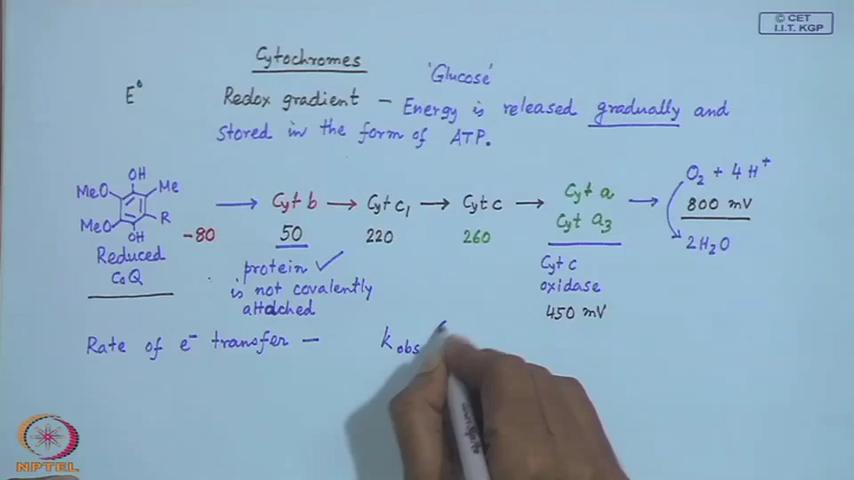 © CET
I.I.T. KGP
Cytochromes
'Glucose'
E°
Redox gradient – Energy is released gradually and
stored in the form of ATP.
OH
MeO
Me
MeO
R
OH
Reduced
CoQ
-80
Cyt b
50
protein ✓
is not covalently
attached
Cyt c₁
220
Cyt c
260
Cyt a
Cyt a₃
Cyt c
oxidase
450 mV
O₂ + 4H⁺
800 mV
2H₂O
Rate of e⁻ transfer – k obs
NPTEL